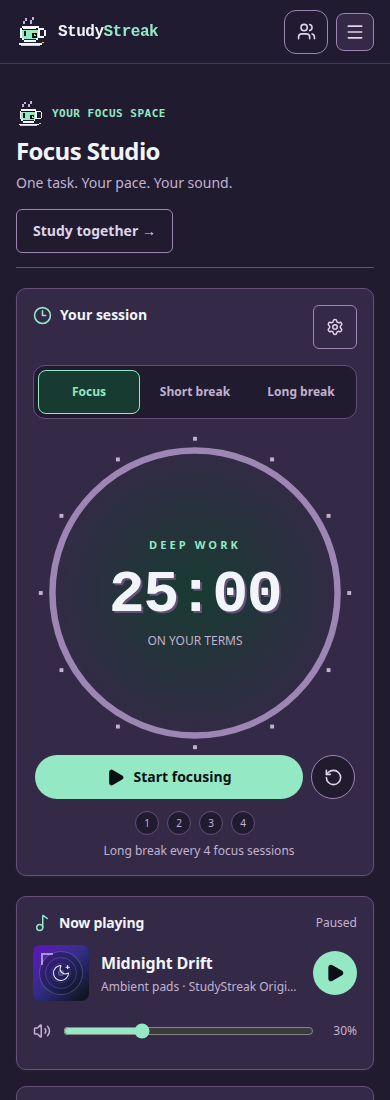 StudyStreak
YOUR FOCUS SPACE
Focus Studio
One task. Your pace. Your sound.
Study together →
Your session
Focus Short break Long break
DEEP WORK
25:00
ON YOUR TERMS
Start focusing
1 2 3 4
Long break every 4 focus sessions
Now playing Paused
Midnight Drift
Ambient pads · StudyStreak Origi...
30%